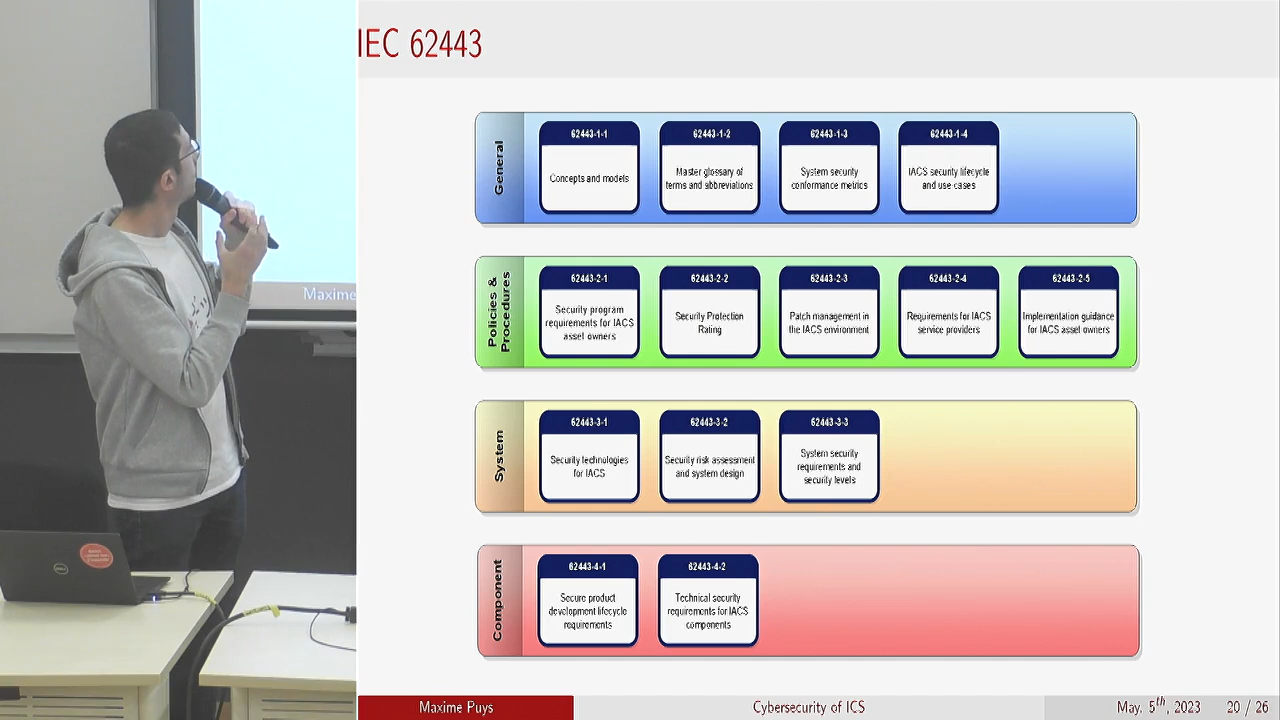 IEC 62443
General
62443-1-1
Concepts and models
62443-1-2
Master glossary of
terms and abbreviations
62443-1-3
System security
conformance metrics
62443-1-4
IACS security lifecycle
and use-cases
Policies &
Procedures
62443-2-1
Security program
requirements for IACS
asset owners
62443-2-2
Security Protection
Rating
62443-2-3
Patch management in
the IACS environment
62443-2-4
Requirements for IACS
service providers
62443-2-5
Implementation guidance
for IACS asset owners
System
62443-3-1
Security technologies
for IACS
62443-3-2
Security risk assessment
and system design
62443-3-3
System security
requirements and
security levels
Component
62443-4-1
Secure product
development lifecycle
requirements
62443-4-2
Technical security
requirements for IACS
components
Maxime
DELL
Maxime Puys
Cybersecurity of ICS
May. 5th, 2023
20 / 26